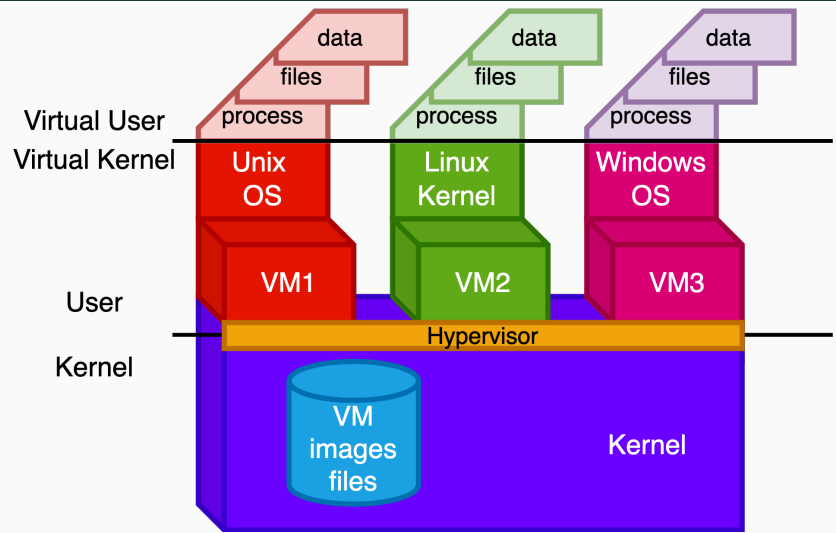 data
data
data
files
files
files
process
process
process
Virtual User
Virtual Kernel
Unix
OS
Linux
Kernel
Windows
OS
VM1
VM2
VM3
User
Hypervisor
Kernel
VM
images
files
Kernel